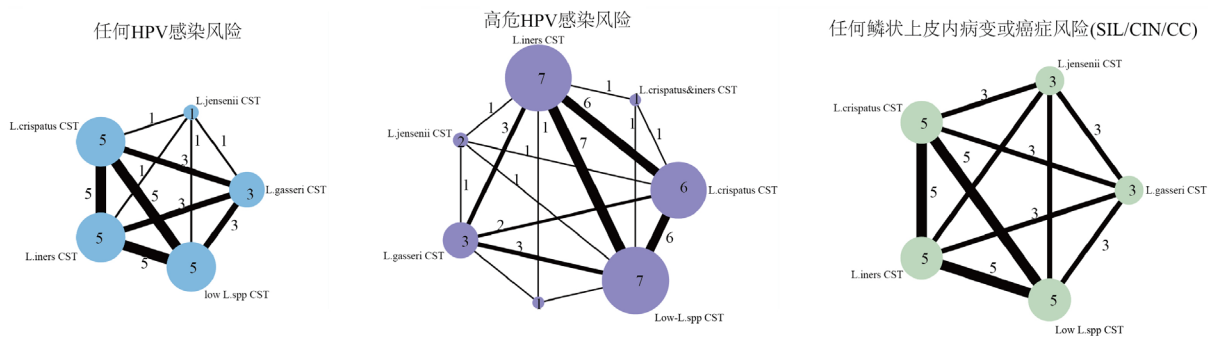 任何HPV感染风险
L.jensenii CST
1
1
L.crispatus CST
5
3
1
1
1
L.gasseri CST
3
5
5
3
3
L.iners CST
5
5
5
low L.spp CST
高危HPV感染风险
L.iners CST
7
1
L.crispatus&iners CST
1
6
1
L.jensenii CST
2
3
1
7
1
1
1
1
1
6
L.crispatus CST
L.gasseri CST
3
2
3
6
7
1
Low-L.spp CST
任何鳞状上皮内病变或癌症风险(SIL/CIN/CC)
L.jensenii CST
3
3
L.crispatus CST
5
3
3
5
5
3
L.gasseri CST
3
3
L.iners CST
5
5
5
Low L.spp CST